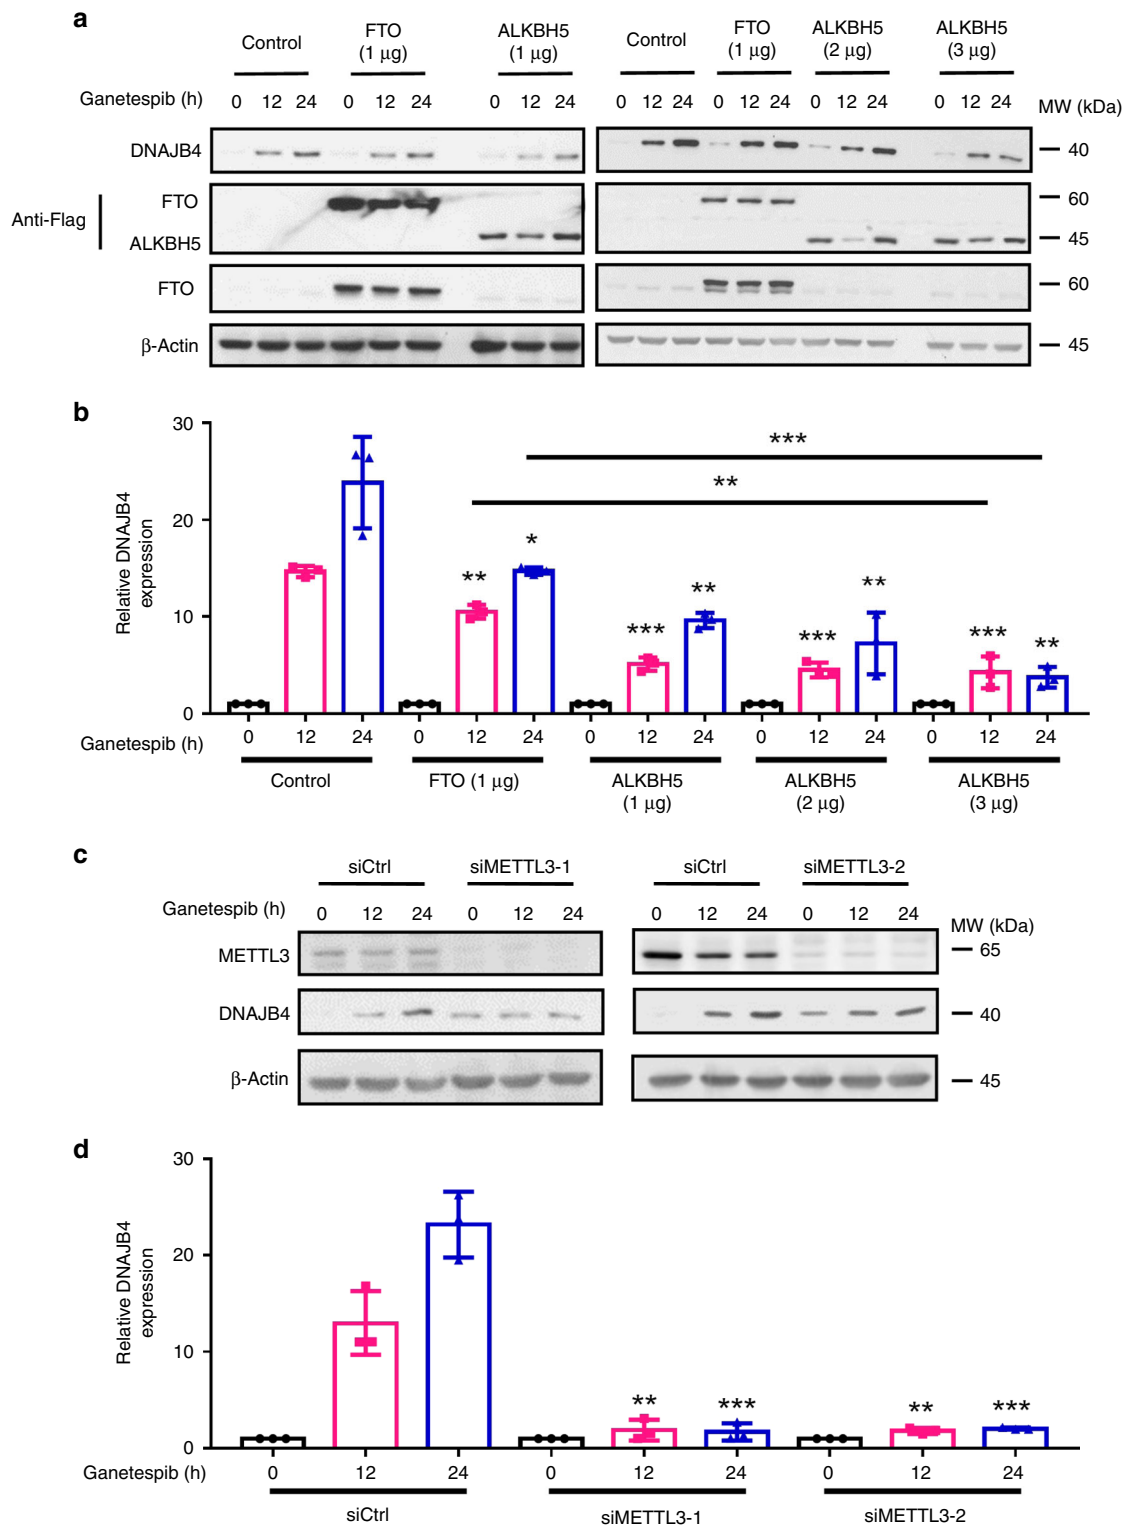 a
Control
FTO
(1 μg)
ALKBH5
(1 μg)
Control
FTO
(1 μg)
ALKBH5
(2 μg)
ALKBH5
(3 μg)
Ganetespib (h) 0 12 24 0 12 24 0 12 24 0 12 24 0 12 24 0 12 24 0 12 24 MW (kDa)
DNAJB4 40
Anti-Flag
FTO 60
ALKBH5 45
FTO 60
β-Actin 45
b
Relative DNAJB4
expression
30
20
10
0
***
**
** *
*** **
*** **
*** **
Ganetespib (h) 0 12 24 0 12 24 0 12 24 0 12 24 0 12 24
Control
FTO (1 μg)
ALKBH5
(1 μg)
ALKBH5
(2 μg)
ALKBH5
(3 μg)
c
siCtrl siMETTL3-1 siCtrl siMETTL3-2
Ganetespib (h) 0 12 24 0 12 24 0 12 24 0 12 24 MW (kDa)
METTL3 65
DNAJB4 40
β-Actin 45
d
Relative DNAJB4
expression
30
20
10
0
** *** ** ***
Ganetespib (h) 0 12 24 0 12 24 0 12 24
siCtrl siMETTL3-1 siMETTL3-2